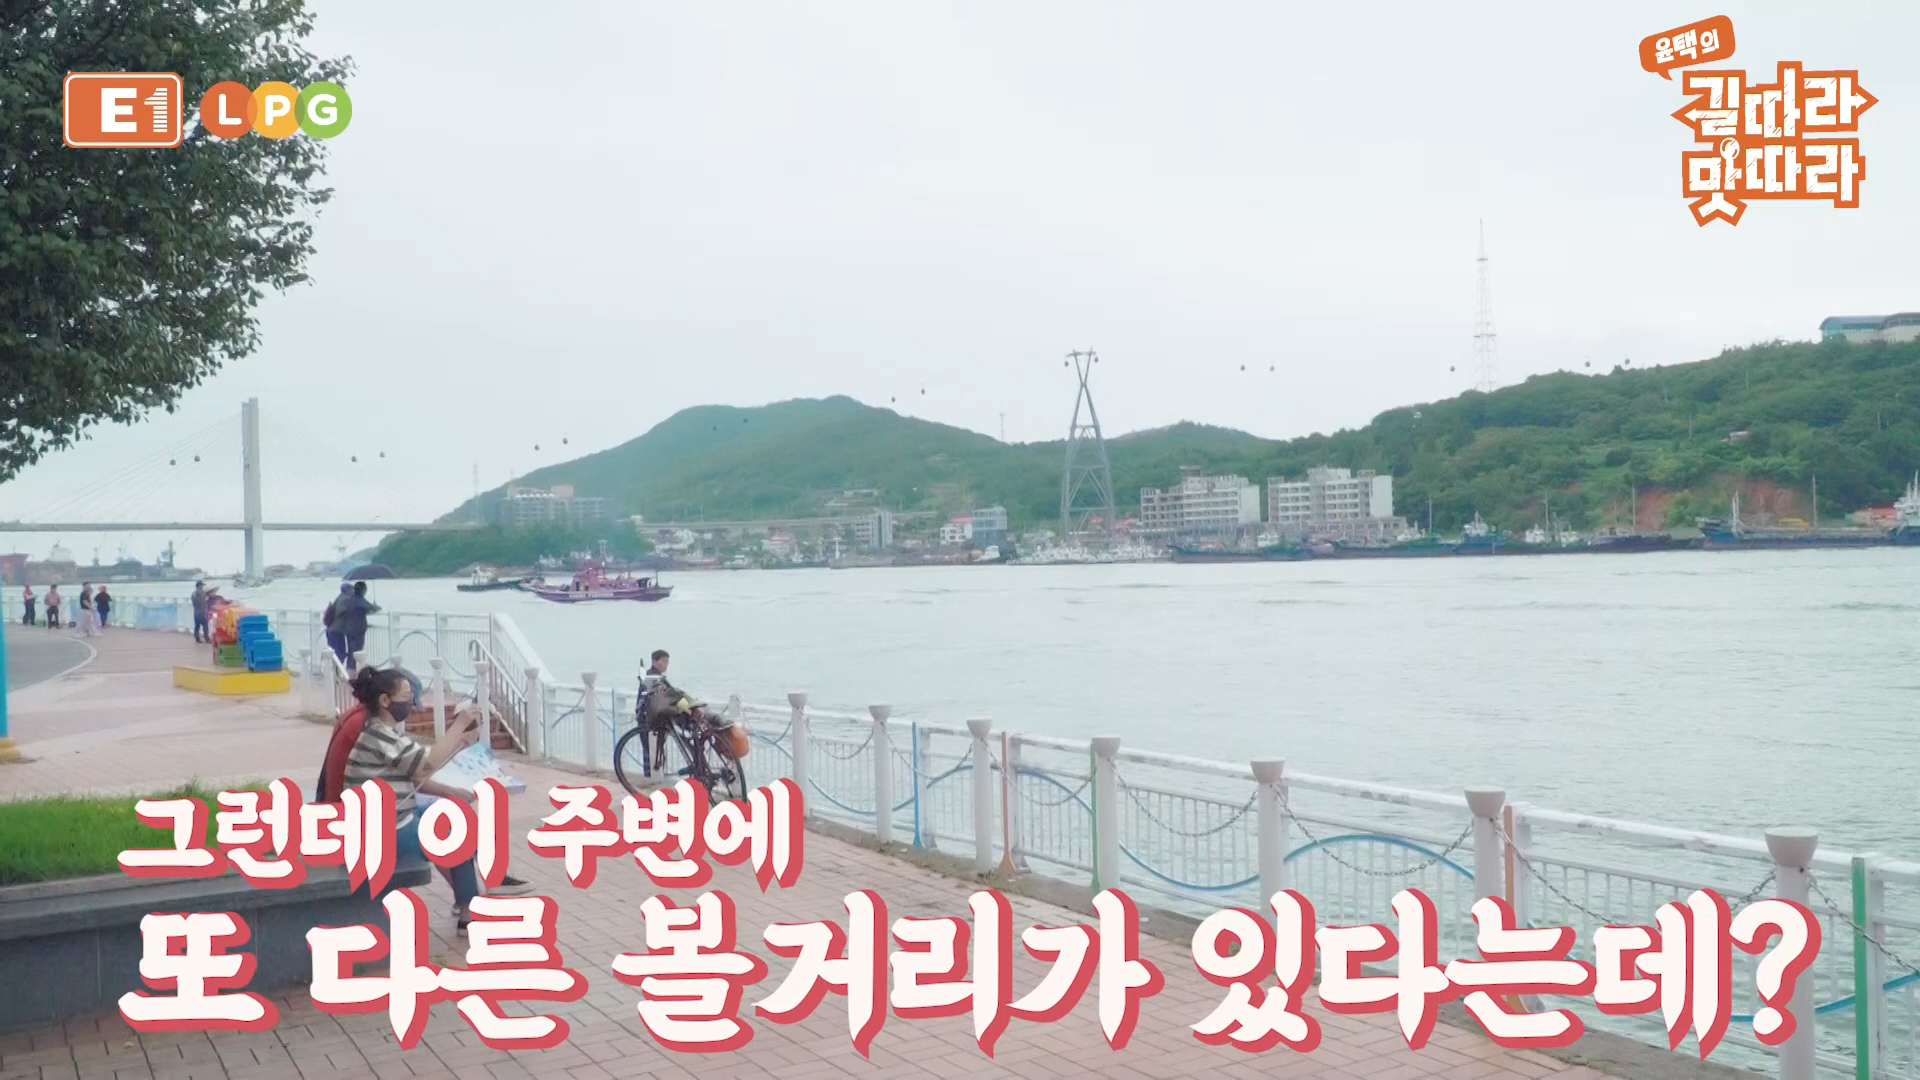 E1 LPG
윤택의
길따라
맛따라
그런데 이 주변에
또 다른 볼거리가 있다는데?